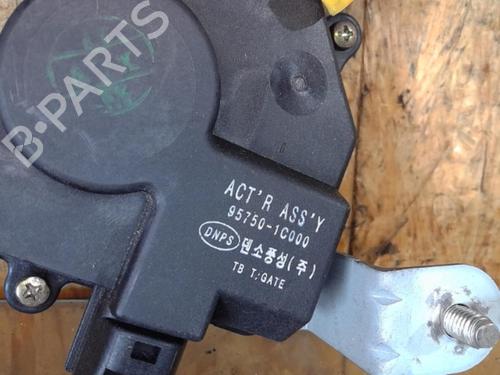 B-PARTS
ACT'R ASS'Y
95750-1C000
DNPS 덴소풍성(주)
TB T/GATE